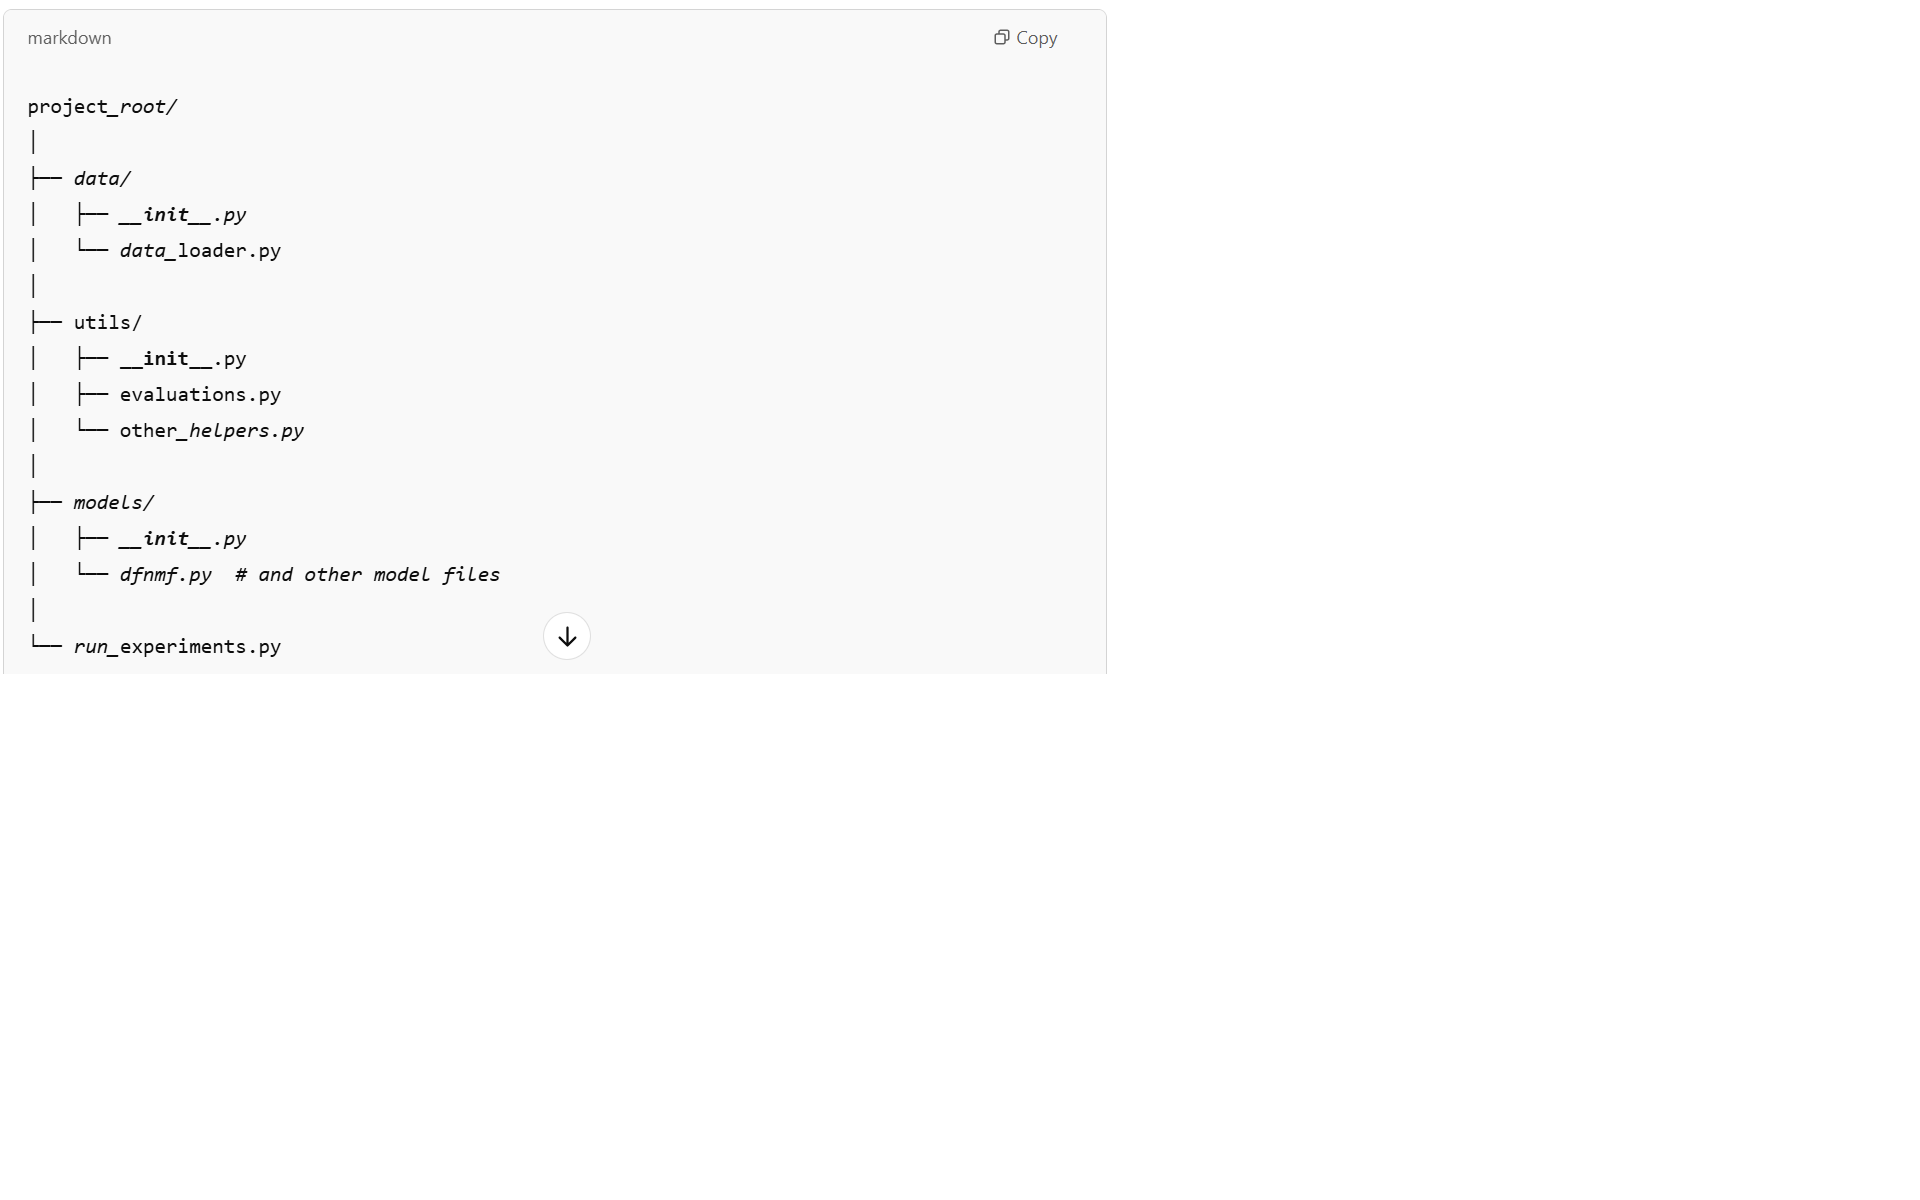 markdown
Copy
project_root/
│
├── data/
│   ├── __init__.py
│   └── data_loader.py
│
├── utils/
│   ├── __init__.py
│   ├── evaluations.py
│   └── other_helpers.py
│
├── models/
│   ├── __init__.py
│   └── dfnmf.py  # and other model files
│
└── run_experiments.py